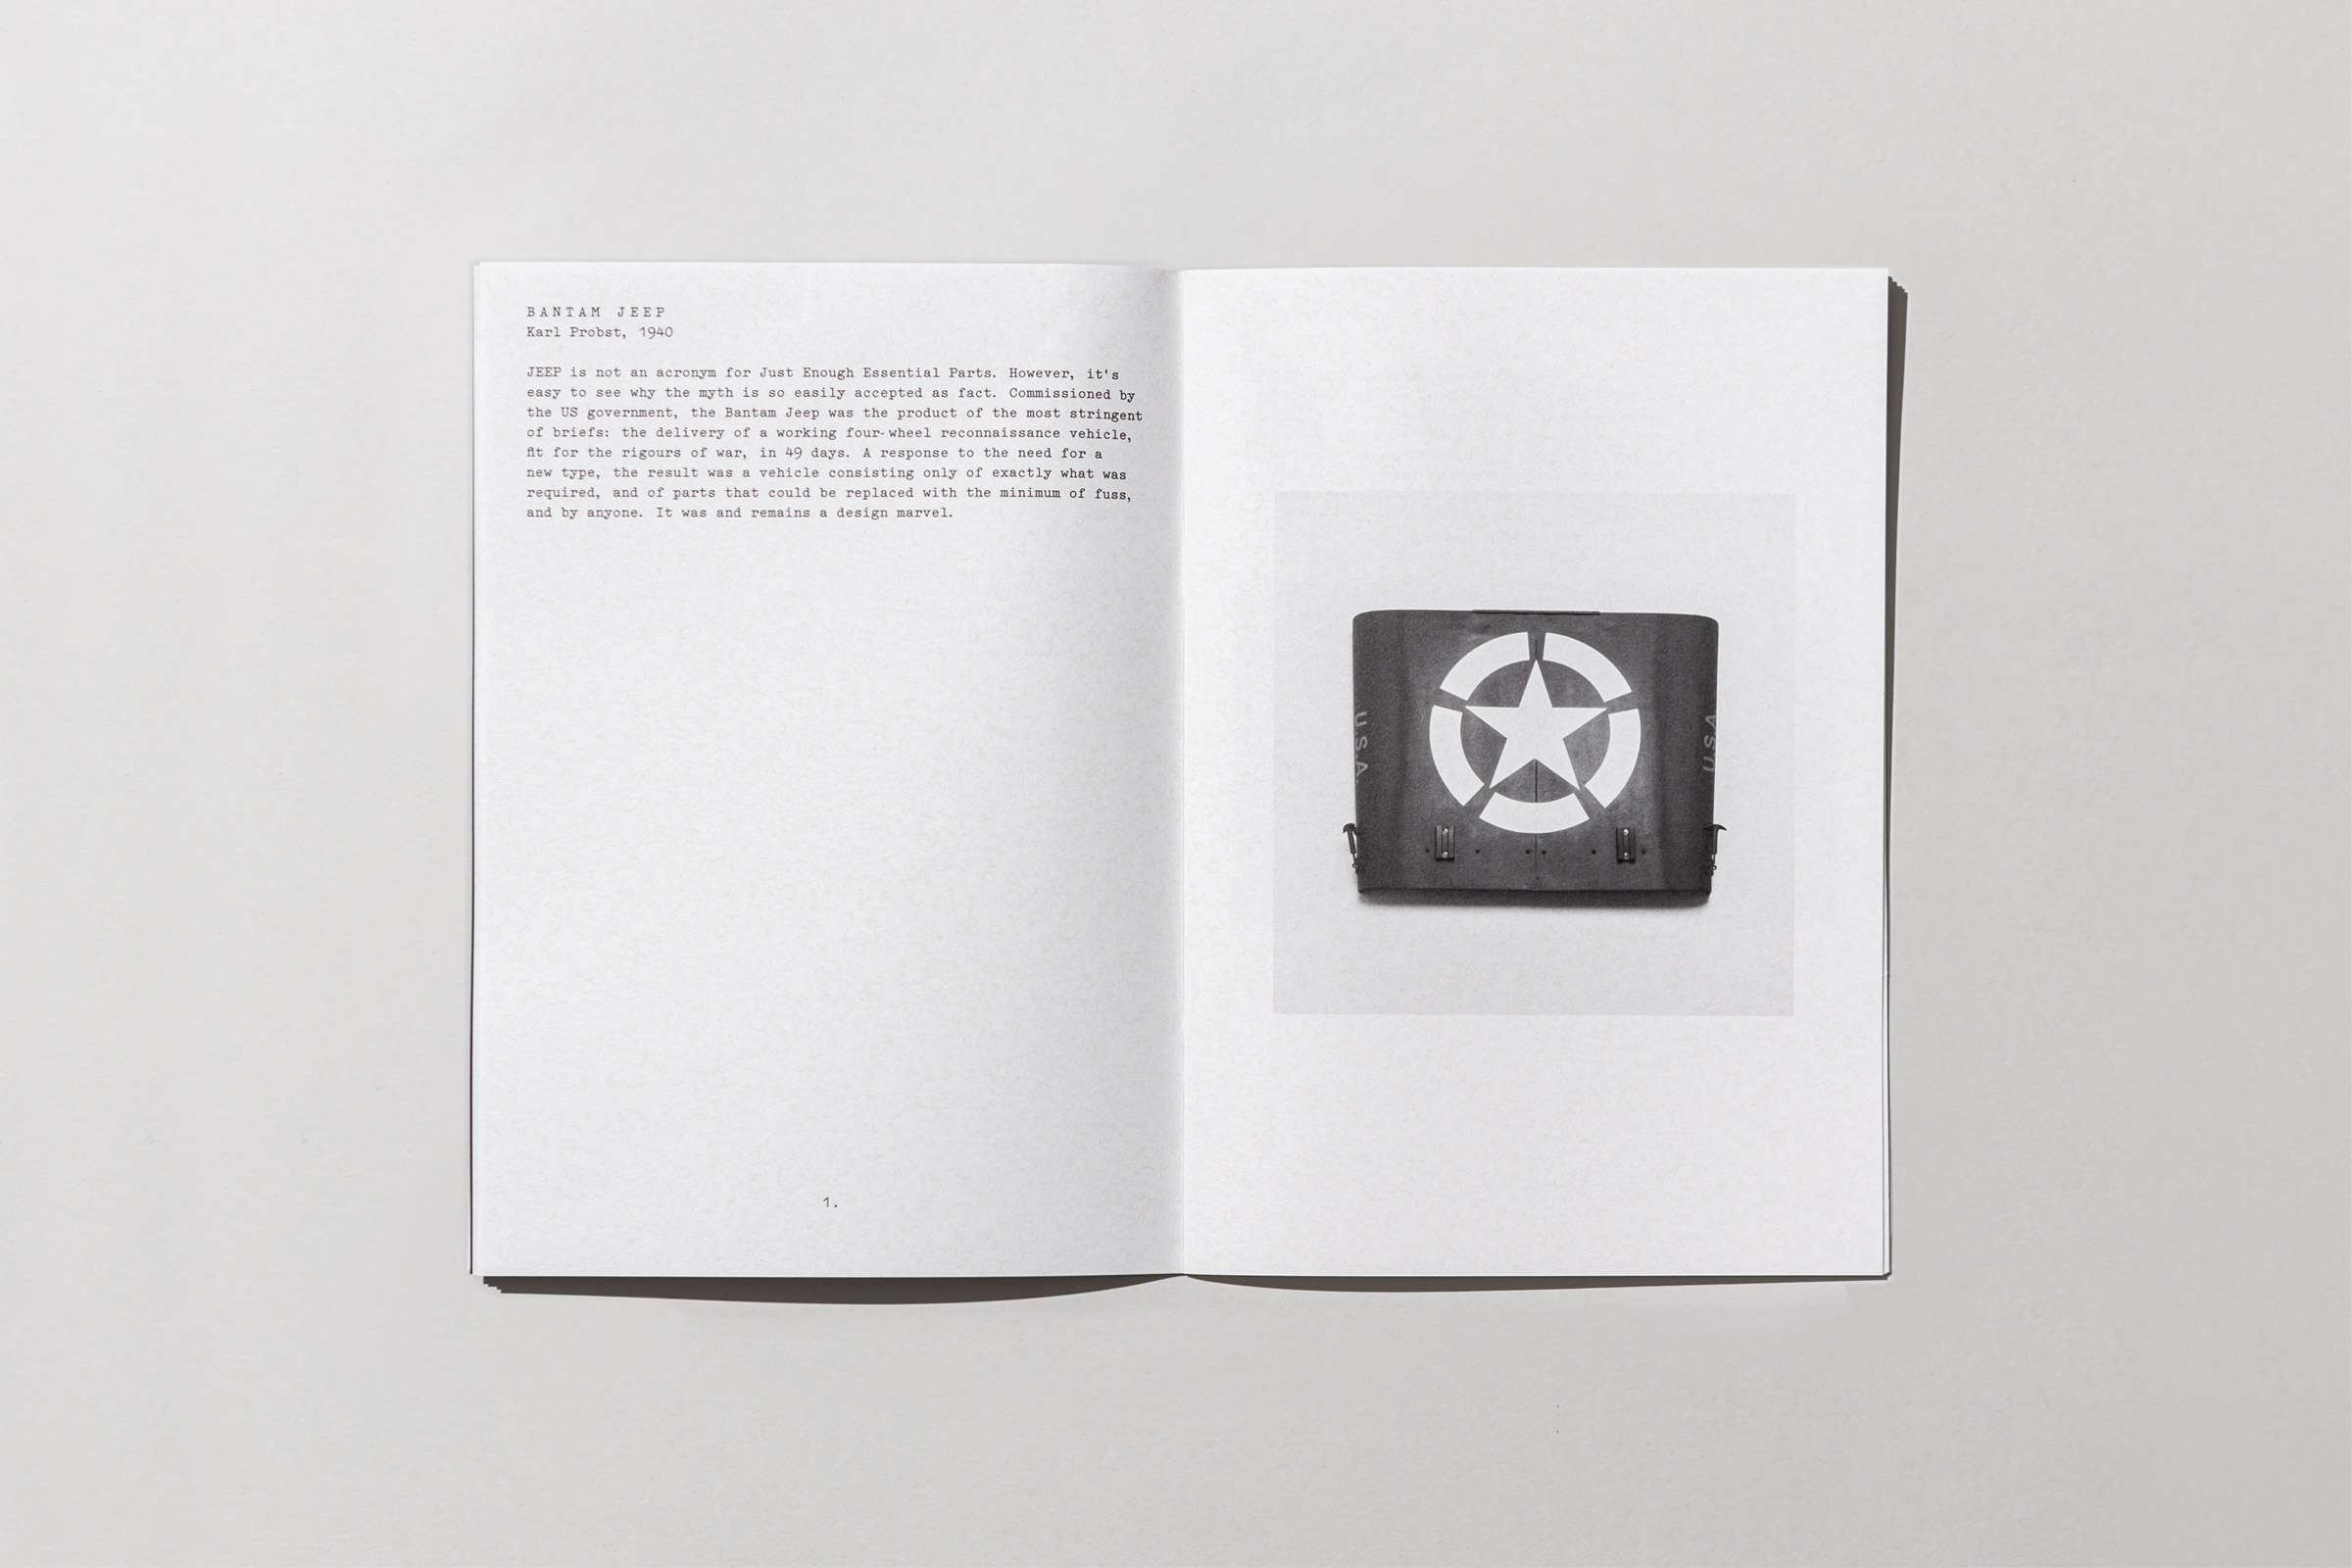 BANTAM JEEP
Karl Probst, 1940
JEEP is not an acronym for Just Enough Essential Parts. However, it's
easy to see why the myth is so easily accepted as fact. Commissioned by
the US government, the Bantam Jeep was the product of the most stringent
of briefs: the delivery of a working four-wheel reconnaissance vehicle,
fit for the rigours of war, in 49 days. A response to the need for a
new type, the result was a vehicle consisting only of exactly what was
required, and of parts that could be replaced with the minimum of fuss,
and by anyone. It was and remains a design marvel.
1.
USA
USA